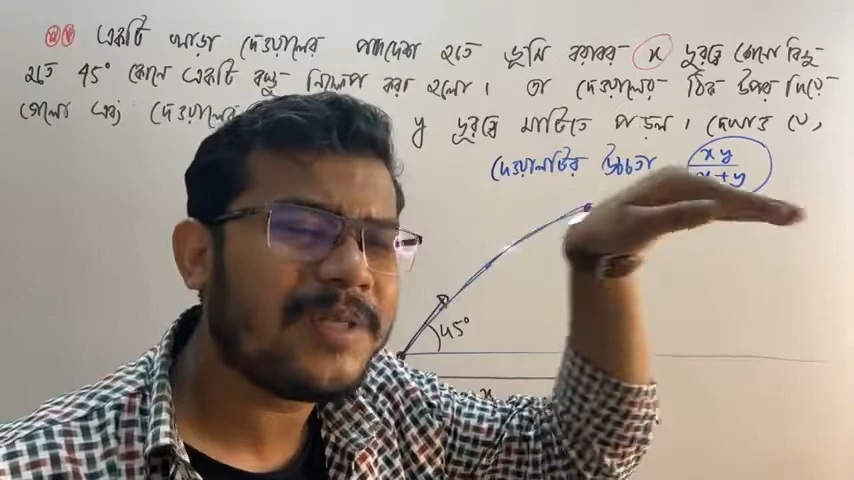 একটি খাড়া দেওয়ালের পাদদেশ হতে ভূমি বরাবর x দূরত্বে কোনো বিন্দু
হতে 45° কোনে একটি বস্তু নিক্ষেপ করা হলো। তা দেওয়ালের ঠিক উপর দিয়ে
গেলো এবং দেওয়ালের y দূরত্বে মাটিতে পড়ল। দেখাও যে,
দেওয়ালটির উচ্চতা xy
x+y
45°
x